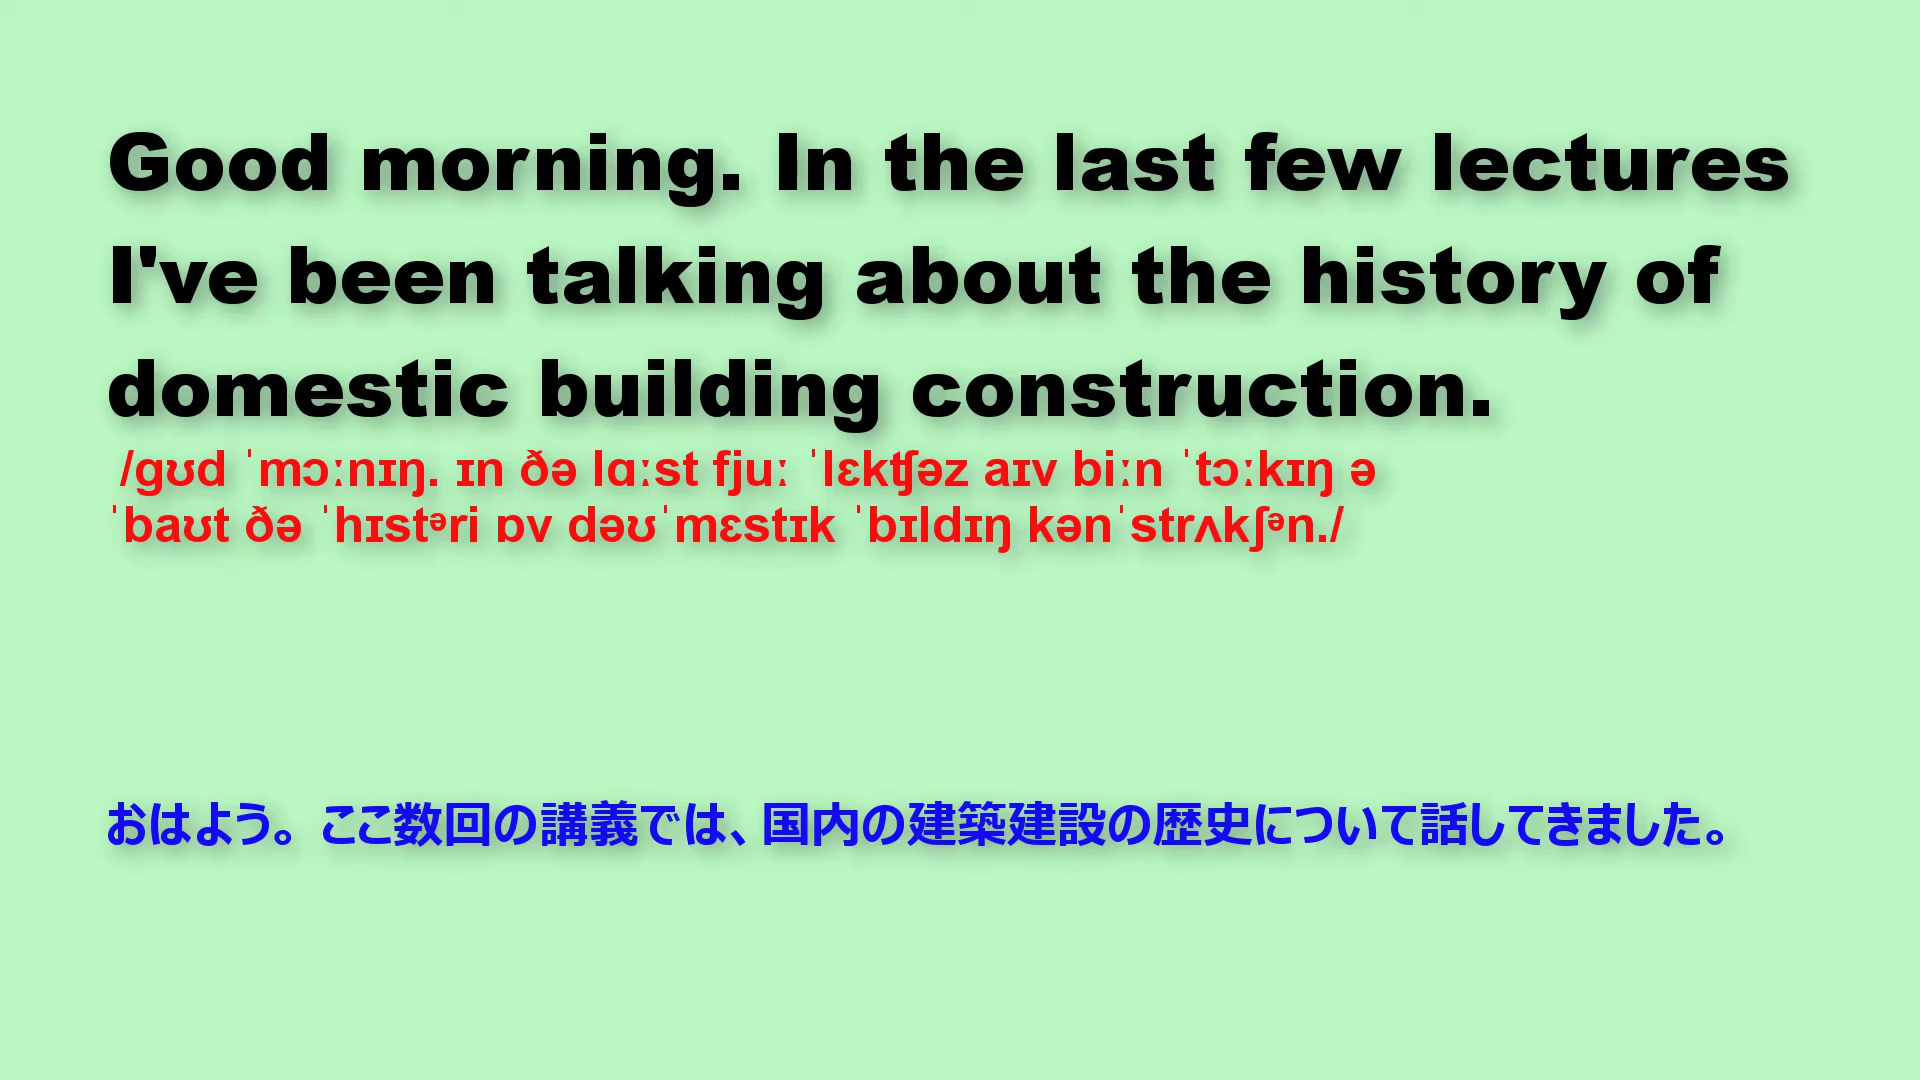 Good morning. In the last few lectures
I've been talking about the history of
domestic building construction.
/gʊd ˈmɔːnɪŋ. ɪn ðə lɑːst fjuː ˈlɛkʧəz aɪv biːn ˈtɔːkɪŋ ə
ˈbaʊt ðə ˈhɪstᵊri ɒv dəʊˈmɛstɪk ˈbɪldɪŋ kənˈstrʌkʃᵊn./
おはよう。ここ数回の講義では、国内の建築建設の歴史について話してきました。